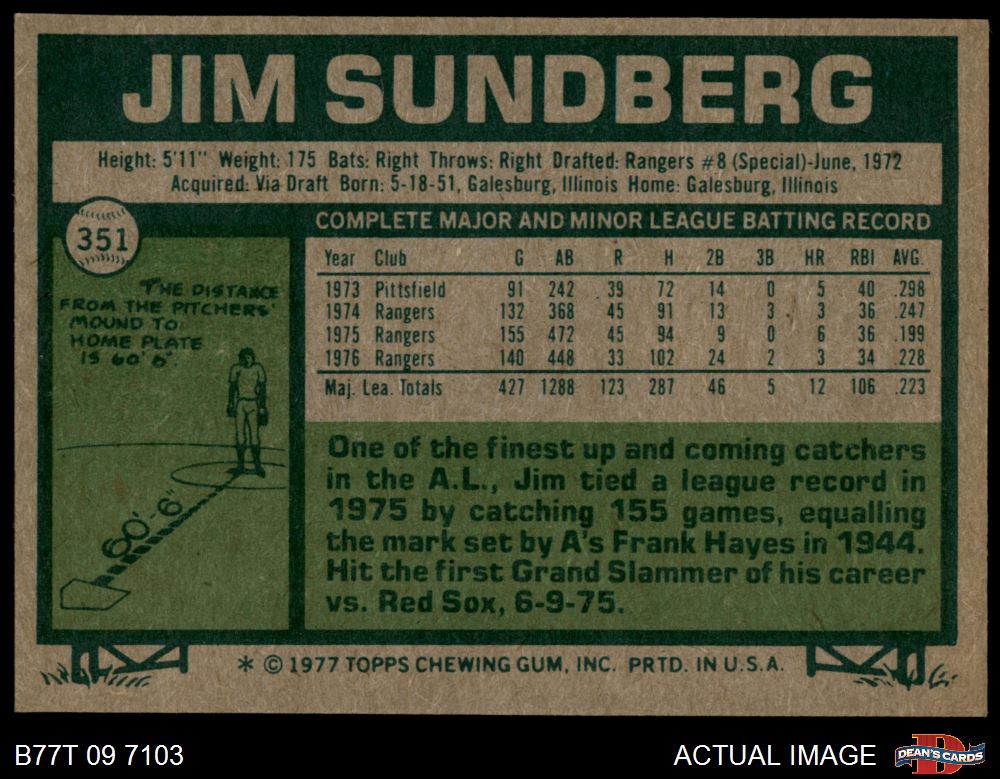 JIM SUNDBERG
Height: 5'11" Weight: 175 Bats: Right Throws: Right Drafted: Rangers #8 (Special)-June, 1972
Acquired: Via Draft Born: 5-18-51, Galesburg, Illinois Home: Galesburg, Illinois
351
THE DISTANCE
FROM THE PITCHERS'
MOUND TO
HOME PLATE
IS 60' 6".
60'-6"
COMPLETE MAJOR AND MINOR LEAGUE BATTING RECORD
Year Club G AB R H 2B 3B HR RBI AVG.
1973 Pittsfield 91 242 39 72 14 0 5 40 .298
1974 Rangers 132 368 45 91 13 3 3 36 .247
1975 Rangers 155 472 45 94 9 0 6 36 .199
1976 Rangers 140 448 33 102 24 2 3 34 .228
Maj. Lea. Totals 427 1288 123 287 46 5 12 106 .223
One of the finest up and coming catchers
in the A.L., Jim tied a league record in
1975 by catching 155 games, equalling
the mark set by A's Frank Hayes in 1944.
Hit the first Grand Slammer of his career
vs. Red Sox, 6-9-75.
* © 1977 TOPPS CHEWING GUM, INC. PRTD. IN U.S.A.
B77T 09 7103
ACTUAL IMAGE
DEAN'S CARDS